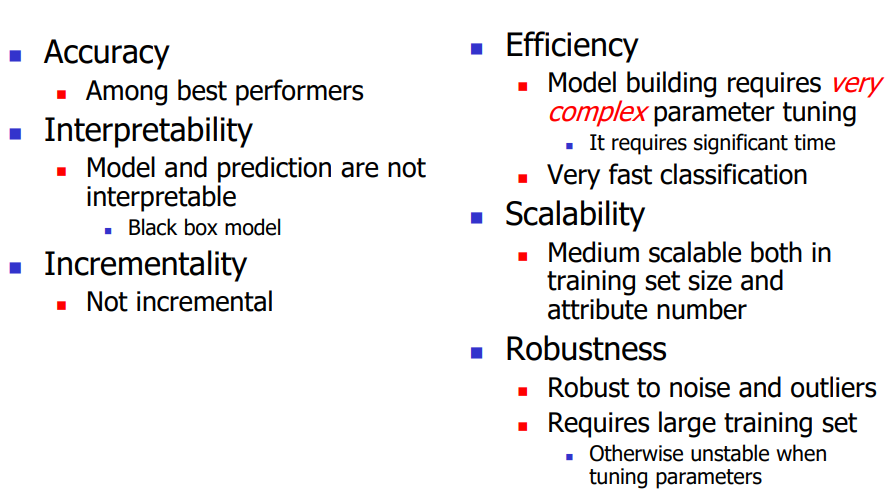 Accuracy
Among best performers
Interpretability
Model and prediction are not
interpretable
Black box model
Incrementality
Not incremental
Efficiency
Model building requires very
complex parameter tuning
It requires significant time
Very fast classification
Scalability
Medium scalable both in
training set size and
attribute number
Robustness
Robust to noise and outliers
Requires large training set
Otherwise unstable when
tuning parameters